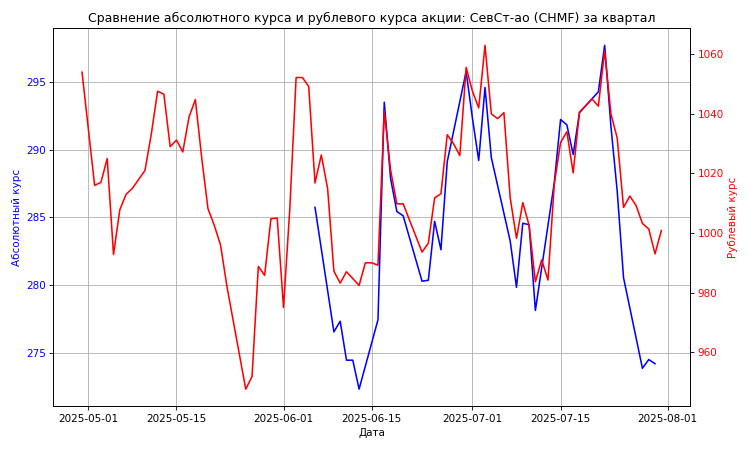 Сравнение абсолютного курса и рублевого курса акции: СевСт-ао (CHMF) за квартал
295
290
285
280
275
Абсолютный курс
1060
1040
1020
1000
980
960
Рублевый курс
2025-05-01 2025-05-15 2025-06-01 2025-06-15 2025-07-01 2025-07-15 2025-08-01
Дата